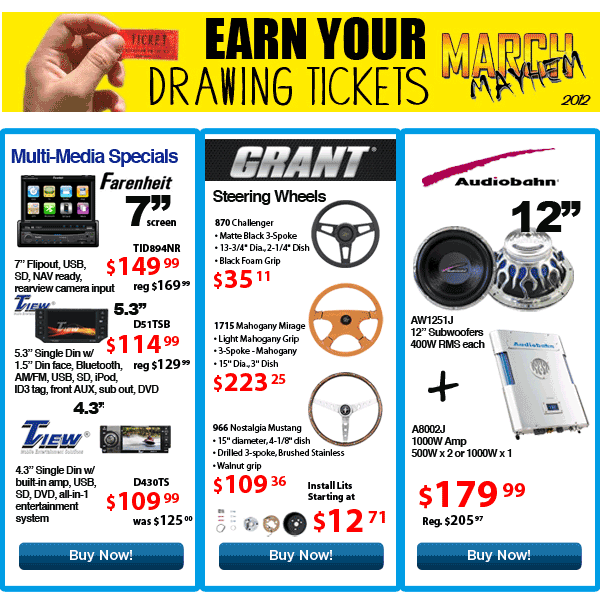 TICKET
EARN YOUR
DRAWING TICKETS
MARCH
MAYHEM
2012
Multi-Media Specials
Farenheit
7”
screen
TID894NR
7” Flipout, USB,
SD, NAV ready,
rearview camera input
$149 99
reg $169 99
TVIEW
5.3”
D51TSB
$114 99
5.3” Single Din w/
1.5” Din face, Bluetooth,
AM/FM, USB, SD, iPod,
ID3 tag, front AUX, sub out, DVD
reg $129 99
4.3”
TVIEW
Media Entertainment Solutions
4.3” Single Din w/
built-in amp, USB,
SD, DVD, all-in-1
entertainment
system
D430TS
$109 99
was $125 00
Buy Now!
GRANT
Steering Wheels
870 Challenger
• Matte Black 3-Spoke
• 13-3/4" Dia., 2-1/4" Dish
• Black Foam Grip
$35 11
1715 Mahogany Mirage
• Light Mahogany Grip
• 3-Spoke - Mahogany
• 15" Dia., 3" Dish
$223 25
966 Nostalgia Mustang
• 15" diameter, 4-1/8" dish
• Drilled 3-spoke, Brushed Stainless
• Walnut grip
$109 36
Install Lits
Starting at
$12 71
Buy Now!
Audiobahn®
12”
AW1251J
12” Subwoofers
400W RMS each
+
Audiobahn
A8002J
1000W Amp
500W x 2 or 1000W x 1
$179 99
Reg. $205 97
Buy Now!